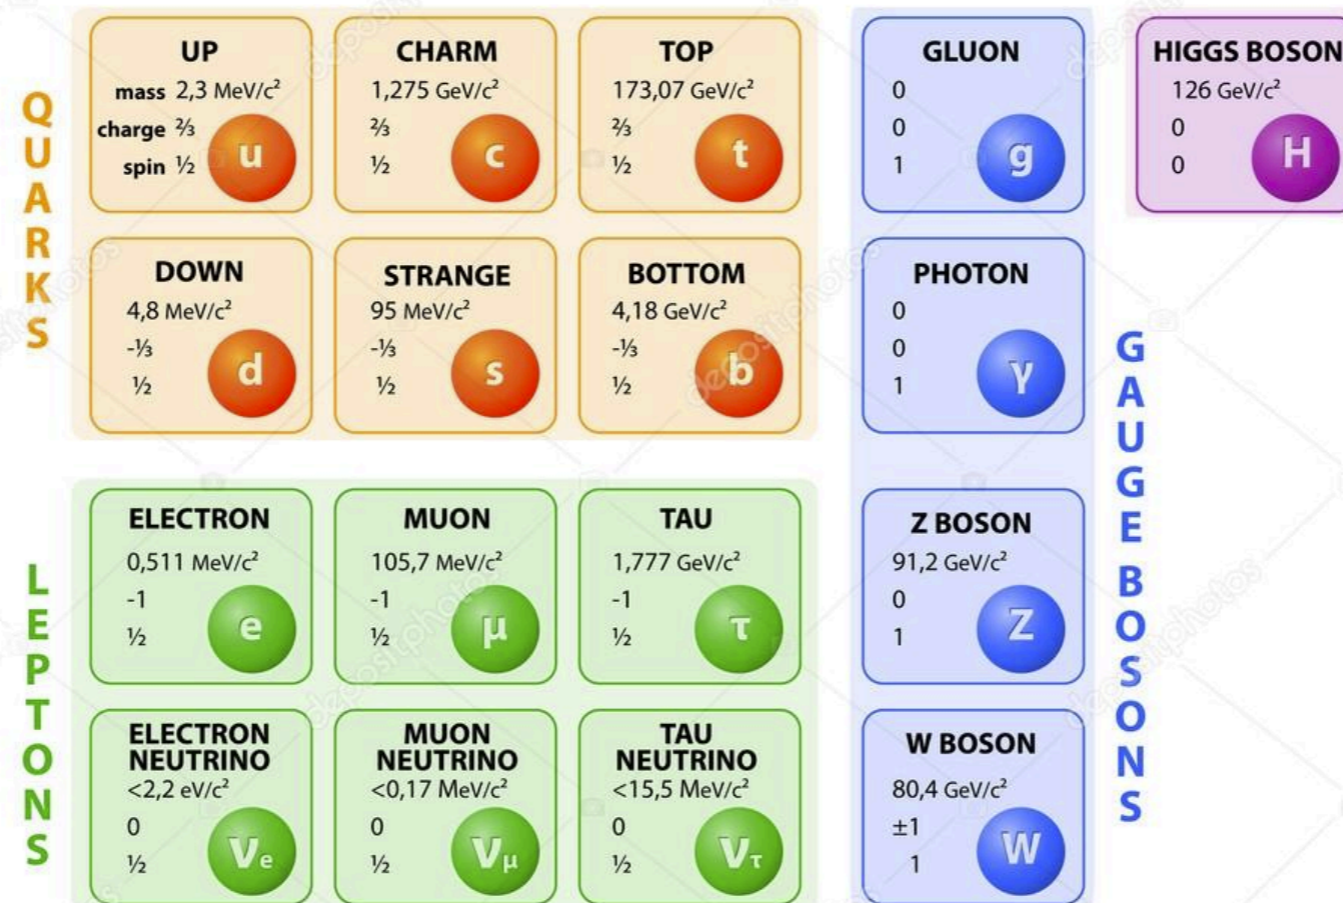 QUARKS
UP
mass 2,3 MeV/c²
charge ⅔
spin ½
u
CHARM
1,275 GeV/c²
⅔
½
c
TOP
173,07 GeV/c²
⅔
½
t
GLUON
0
0
1
g
HIGGS BOSON
126 GeV/c²
0
0
H
DOWN
4,8 MeV/c²
-⅓
½
d
STRANGE
95 MeV/c²
-⅓
½
s
BOTTOM
4,18 GeV/c²
-⅓
½
b
PHOTON
0
0
1
γ
GAUGE BOSONS
LEPTONS
ELECTRON
0,511 MeV/c²
-1
½
e
MUON
105,7 MeV/c²
-1
½
μ
TAU
1,777 GeV/c²
-1
½
τ
Z BOSON
91,2 GeV/c²
0
1
Z
ELECTRON
NEUTRINO
<2,2 eV/c²
0
½
νe
MUON
NEUTRINO
<0,17 MeV/c²
0
½
νμ
TAU
NEUTRINO
<15,5 MeV/c²
0
½
ντ
W BOSON
80,4 GeV/c²
±1
1
W
depositphotos